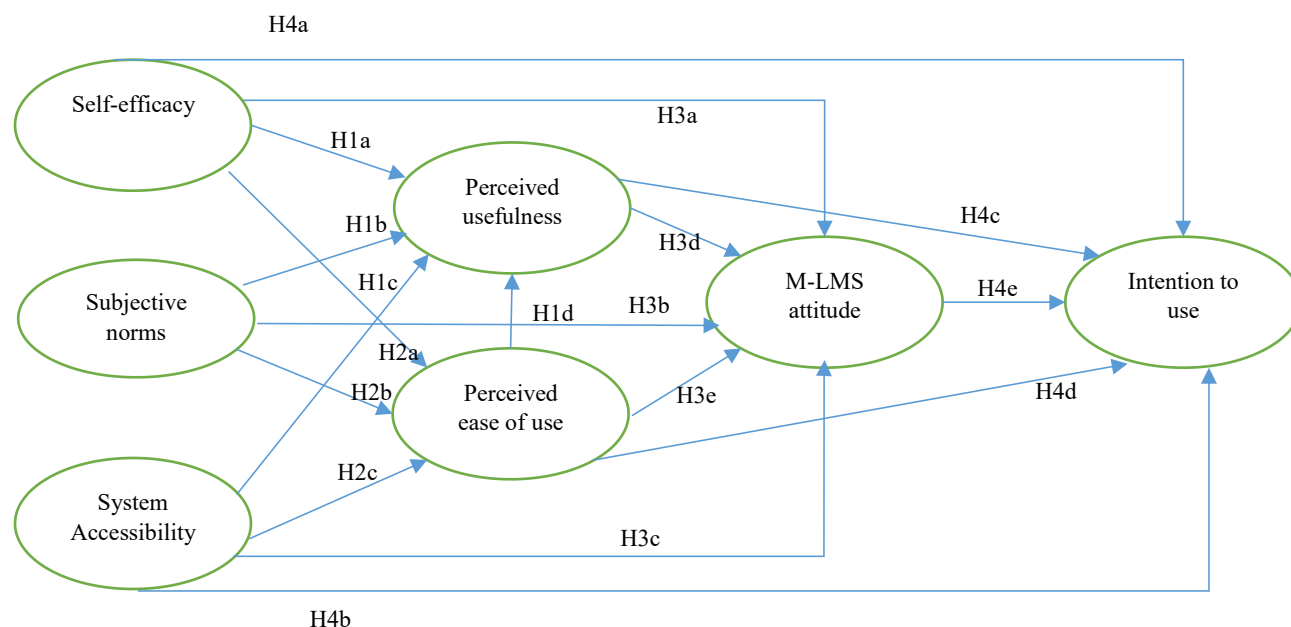 H4a
Self-efficacy
H3a
H1a
Perceived
usefulness
H1b
H4c
H3d
Subjective
norms
H1c
M-LMS
attitude
H4e
Intention to
use
H1d
H3b
H2a
H2b
Perceived
ease of use
H3e
H4d
H2c
System
Accessibility
H3c
H4b